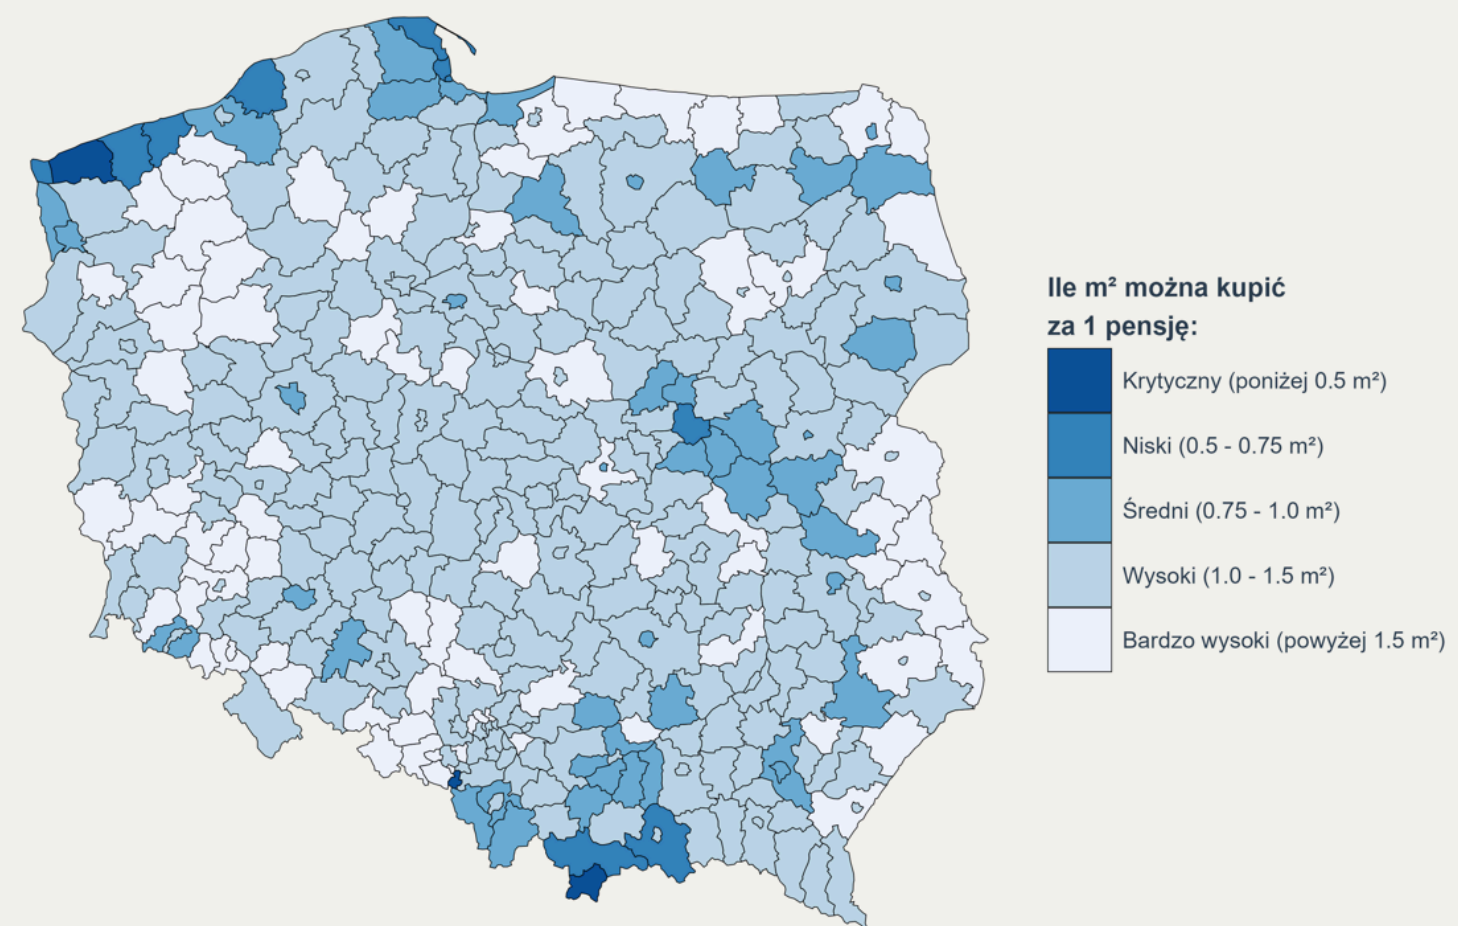 Ile m² można kupić
za 1 pensję:
Krytyczny (poniżej 0.5 m²)
Niski (0.5 - 0.75 m²)
Średni (0.75 - 1.0 m²)
Wysoki (1.0 - 1.5 m²)
Bardzo wysoki (powyżej 1.5 m²)